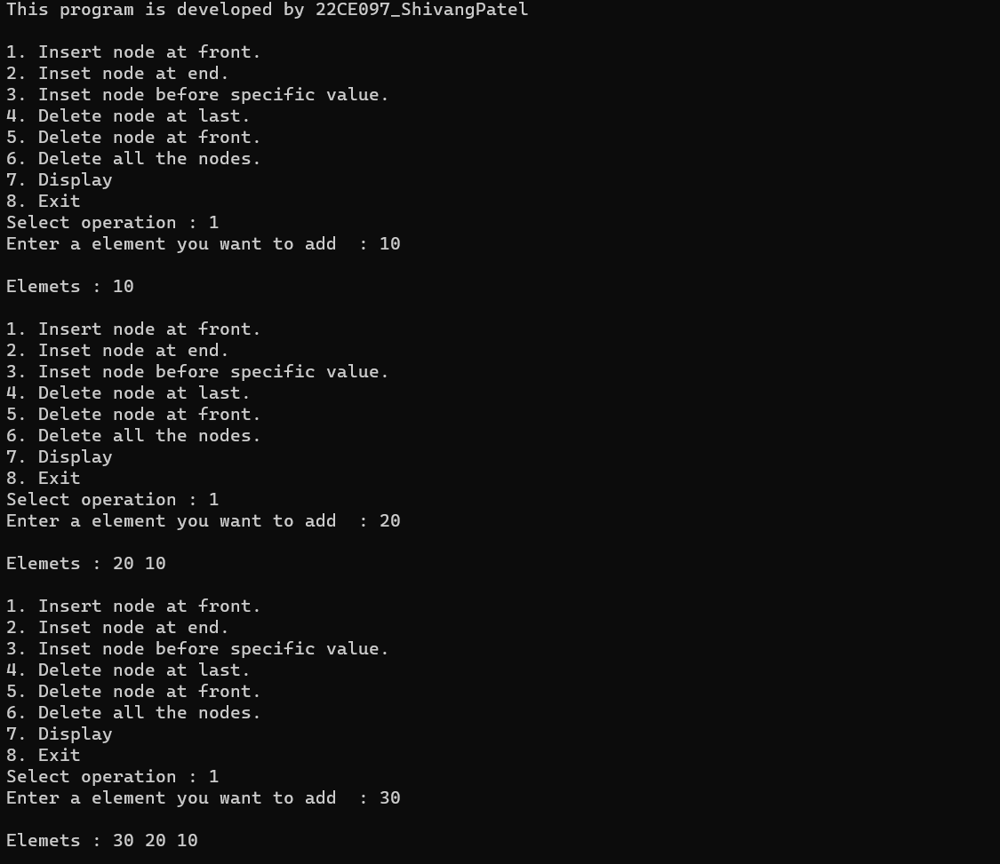 This program is developed by 22CE097_ShivangPatel
1. Insert node at front.
2. Inset node at end.
3. Inset node before specific value.
4. Delete node at last.
5. Delete node at front.
6. Delete all the nodes.
7. Display
8. Exit
Select operation : 1
Enter a element you want to add  : 10
Elemets : 10
1. Insert node at front.
2. Inset node at end.
3. Inset node before specific value.
4. Delete node at last.
5. Delete node at front.
6. Delete all the nodes.
7. Display
8. Exit
Select operation : 1
Enter a element you want to add  : 20
Elemets : 20 10
1. Insert node at front.
2. Inset node at end.
3. Inset node before specific value.
4. Delete node at last.
5. Delete node at front.
6. Delete all the nodes.
7. Display
8. Exit
Select operation : 1
Enter a element you want to add  : 30
Elemets : 30 20 10